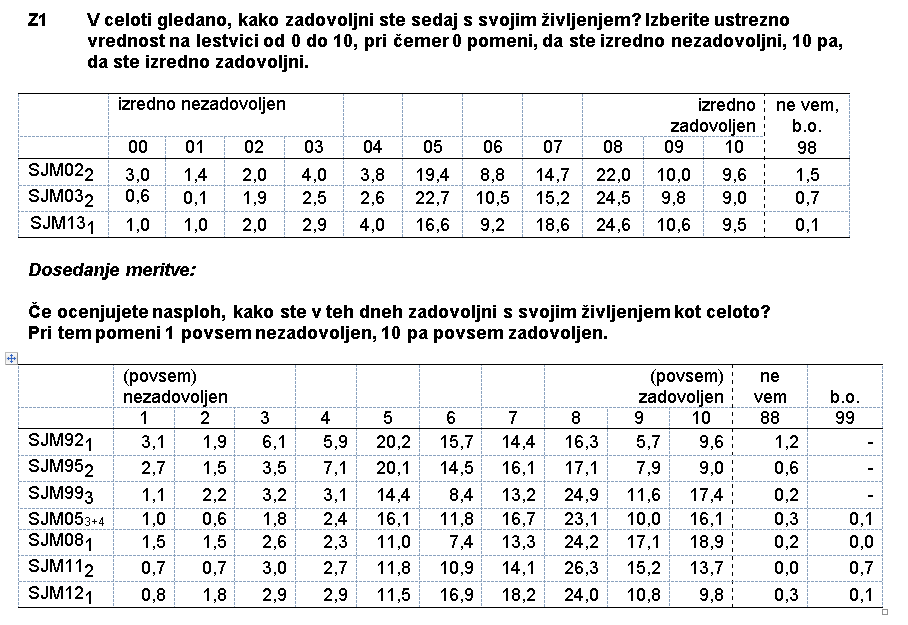 Z1 V celoti gledano, kako zadovoljni ste sedaj s svojim življenjem? Izberite ustrezno
vrednost na lestvici od 0 do 10, pri čemer 0 pomeni, da ste izredno nezadovoljni, 10 pa,
da ste izredno zadovoljni.
izredno nezadovoljen izredno ne vem,
zadovoljen b.o.
00 01 02 03 04 05 06 07 08 09 10 98
SJM02₂ 3,0 1,4 2,0 4,0 3,8 19,4 8,8 14,7 22,0 10,0 9,6 1,5
SJM03₂ 0,6 0,1 1,9 2,5 2,6 22,7 10,5 15,2 24,5 9,8 9,0 0,7
SJM13₁ 1,0 1,0 2,0 2,9 4,0 16,6 9,2 18,6 24,6 10,6 9,5 0,1
Dosedanje meritve:
Če ocenjujete nasploh, kako ste v teh dneh zadovoljni s svojim življenjem kot celoto?
Pri tem pomeni 1 povsem nezadovoljen, 10 pa povsem zadovoljen.
(povsem) (povsem) ne
nezadovoljen zadovoljen vem b.o.
1 2 3 4 5 6 7 8 9 10 88 99
SJM92₁ 3,1 1,9 6,1 5,9 20,2 15,7 14,4 16,3 5,7 9,6 1,2 -
SJM95₂ 2,7 1,5 3,5 7,1 20,1 14,5 16,1 17,1 7,9 9,0 0,6 -
SJM99₃ 1,1 2,2 3,2 3,1 14,4 8,4 13,2 24,9 11,6 17,4 0,2 -
SJM05₃₊₄ 1,0 0,6 1,8 2,4 16,1 11,8 16,7 23,1 10,0 16,1 0,3 0,1
SJM08₁ 1,5 1,5 2,6 2,3 11,0 7,4 13,3 24,2 17,1 18,9 0,2 0,0
SJM11₂ 0,7 0,7 3,0 2,7 11,8 10,9 14,1 26,3 15,2 13,7 0,0 0,7
SJM12₁ 0,8 1,8 2,9 2,9 11,5 16,9 18,2 24,0 10,8 9,8 0,3 0,1